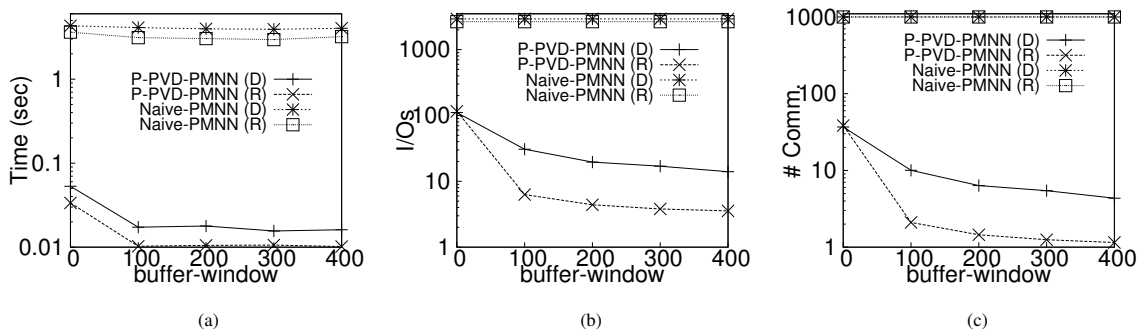 Time (sec)
1
0.1
0.01
P-PVD-PMNN (D)
P-PVD-PMNN (R)
Naive-PMNN (D)
Naive-PMNN (R)
0 100 200 300 400
buffer-window
(a)
I/Os
1000
100
10
1
P-PVD-PMNN (D)
P-PVD-PMNN (R)
Naive-PMNN (D)
Naive-PMNN (R)
0 100 200 300 400
buffer-window
(b)
# Comm.
1000
100
10
1
P-PVD-PMNN (D)
P-PVD-PMNN (R)
Naive-PMNN (D)
Naive-PMNN (R)
0 100 200 300 400
buffer-window
(c)